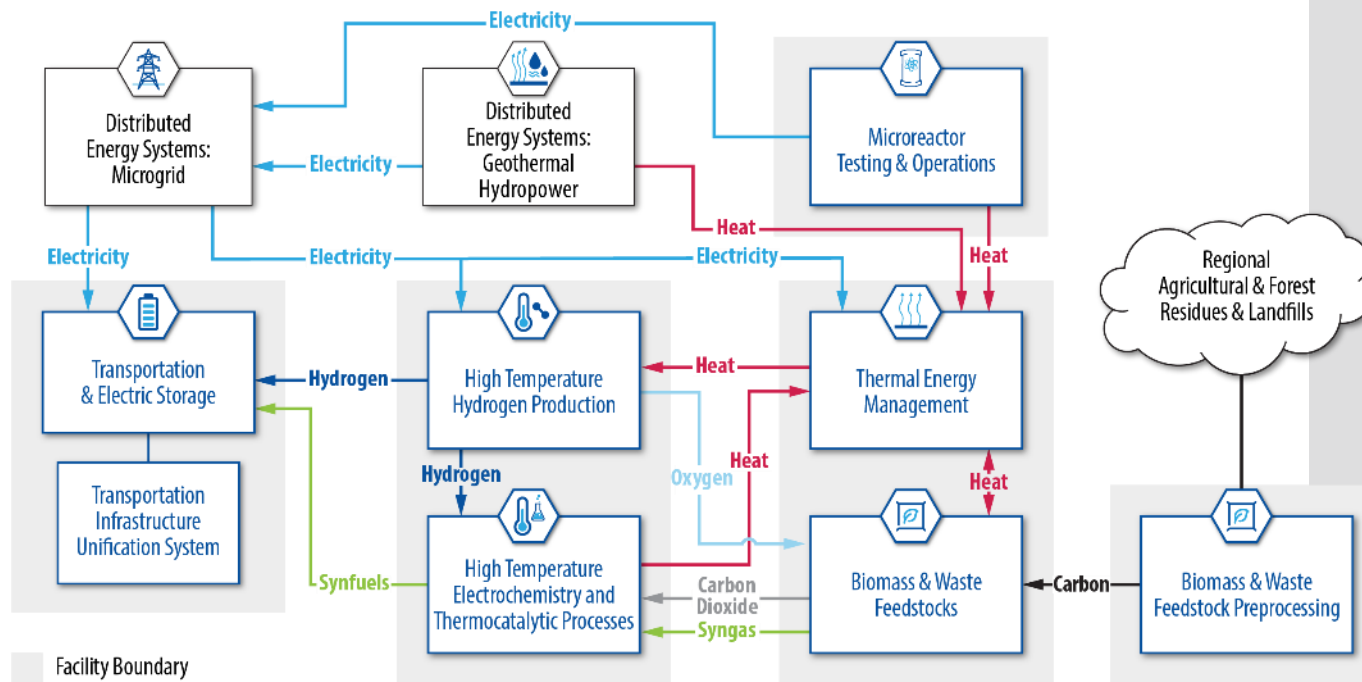 Electricity
Distributed
Energy Systems:
Microgrid
Electricity
Distributed
Energy Systems:
Geothermal
Hydropower
Microreactor
Testing & Operations
Heat
Heat
Electricity
Electricity
Electricity
Regional
Agricultural & Forest
Residues & Landfills
Transportation
& Electric Storage
Hydrogen
High Temperature
Hydrogen Production
Heat
Thermal Energy
Management
Hydrogen
Heat
Oxygen
Heat
Transportation
Infrastructure
Unification System
Synfuels
High Temperature
Electrochemistry and
Thermocatalytic Processes
Carbon
Dioxide
Syngas
Biomass & Waste
Feedstocks
Carbon
Biomass & Waste
Feedstock Preprocessing
Facility Boundary